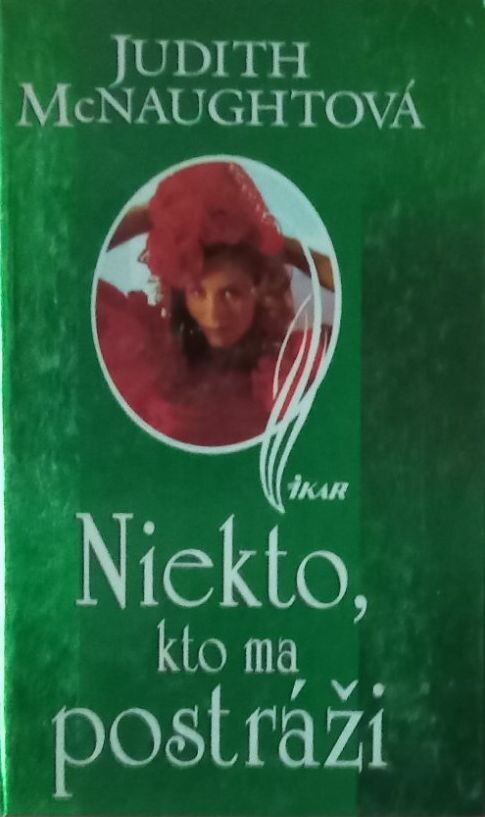 JUDITH
McNAUGHTOVÁ
iKAR
Niekto,
kto ma
postráži